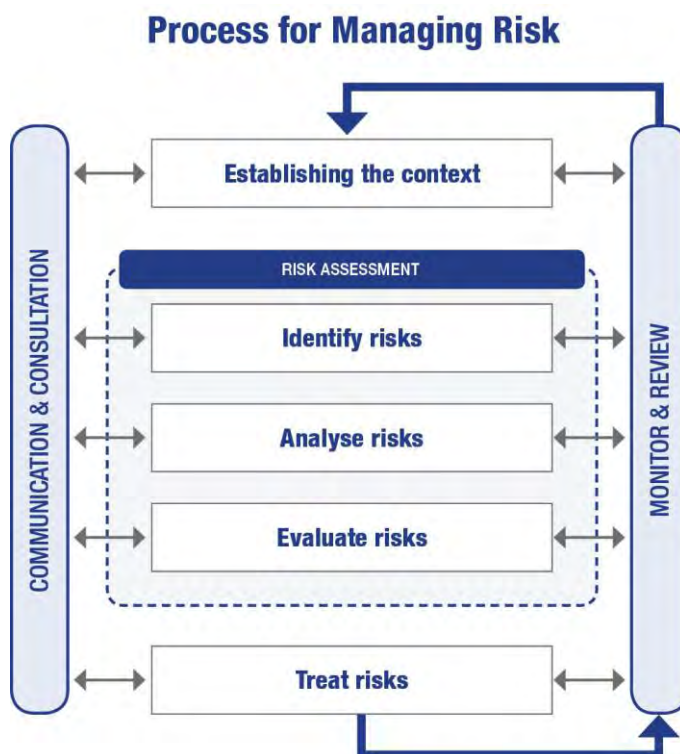 Process for Managing Risk
Establishing the context
COMMUNICATION & CONSULTATION
RISK ASSESSMENT
Identify risks
Analyse risks
Evaluate risks
MONITOR & REVIEW
Treat risks